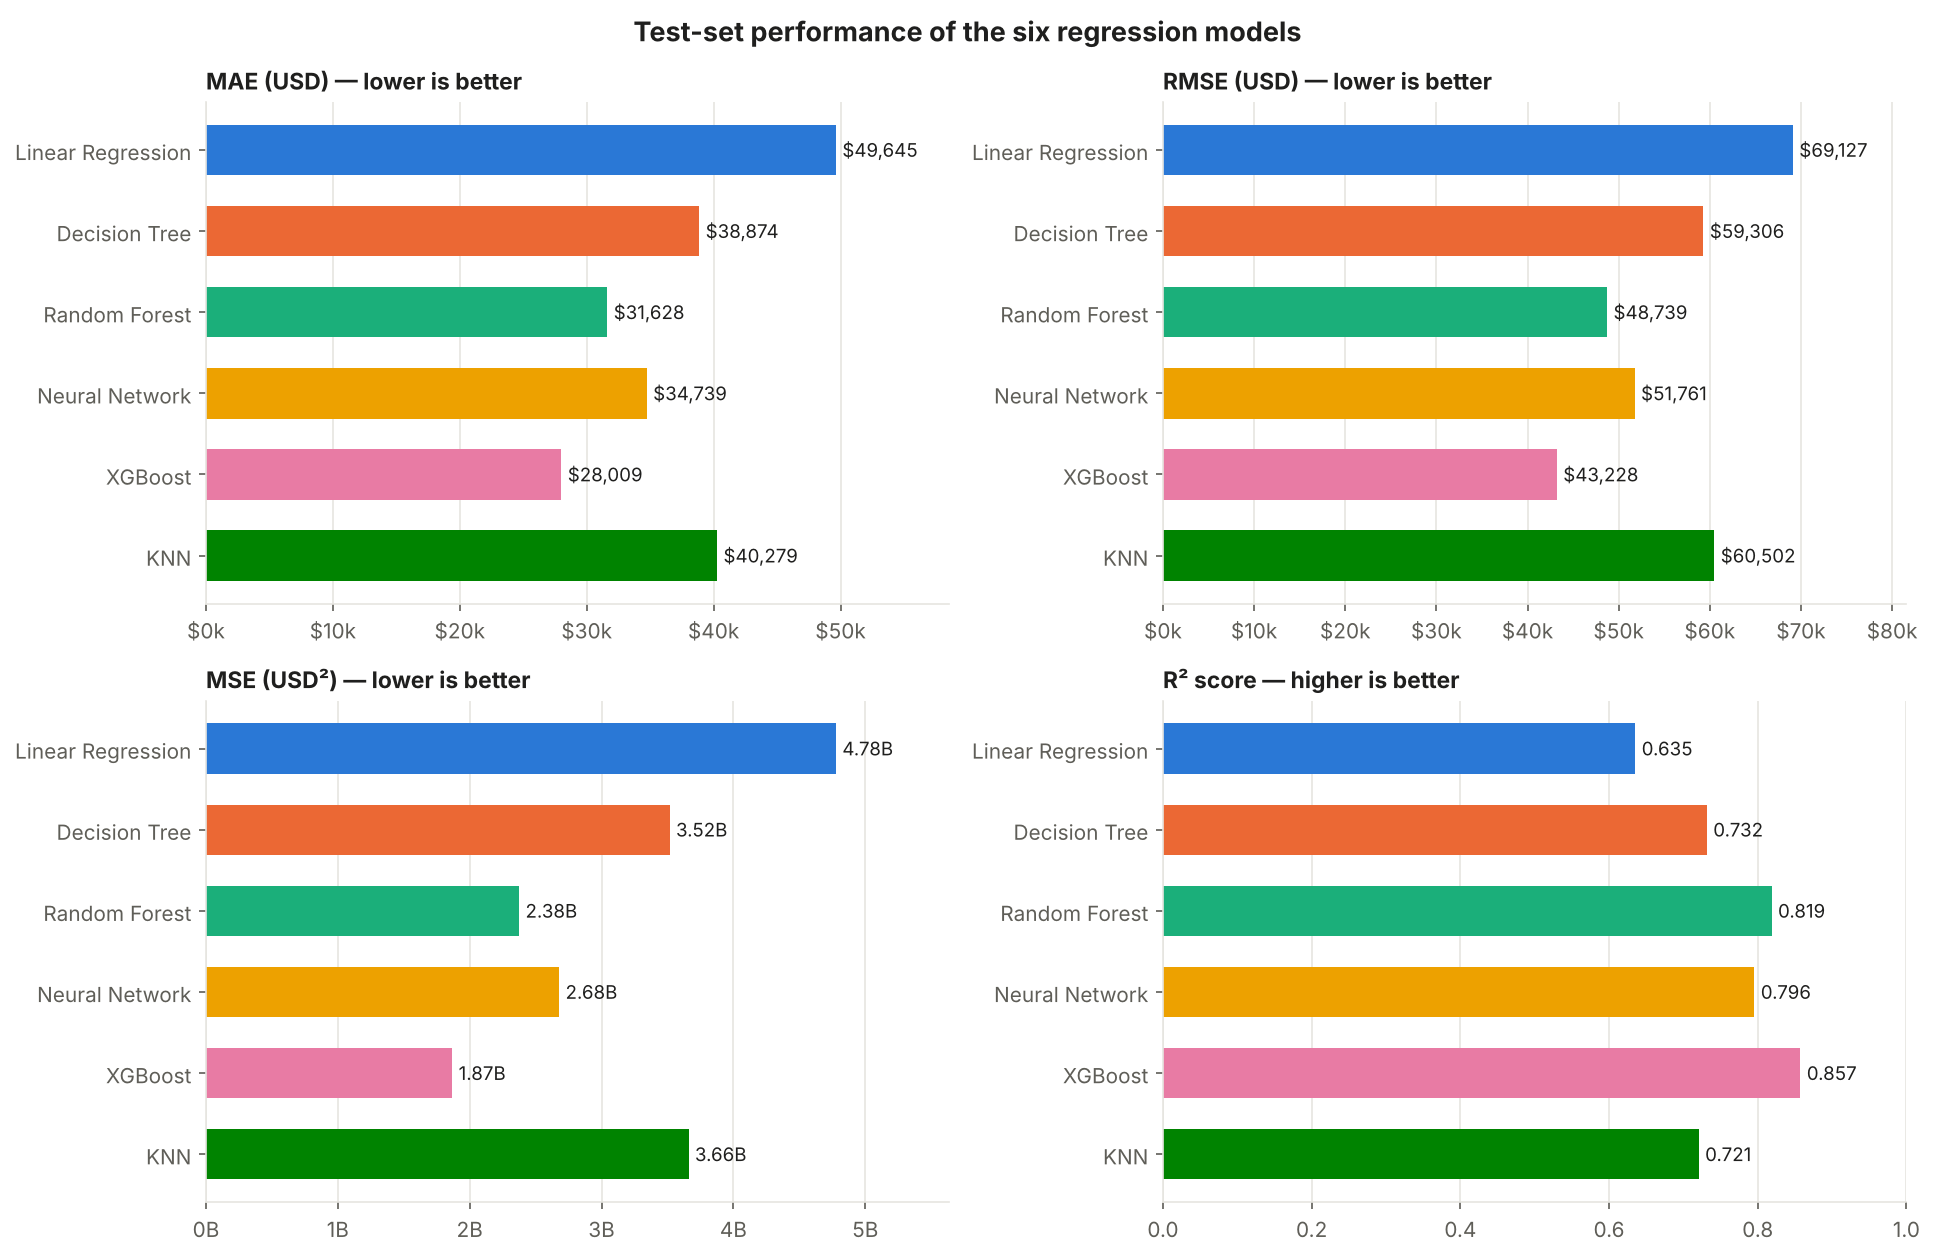 Test-set performance of the six regression models
MAE (USD) — lower is better
Linear Regression
$49,645
Decision Tree
$38,874
Random Forest
$31,628
Neural Network
$34,739
XGBoost
$28,009
KNN
$40,279
$0k $10k $20k $30k $40k $50k
RMSE (USD) — lower is better
Linear Regression
$69,127
Decision Tree
$59,306
Random Forest
$48,739
Neural Network
$51,761
XGBoost
$43,228
KNN
$60,502
$0k $10k $20k $30k $40k $50k $60k $70k $80k
MSE (USD²) — lower is better
Linear Regression
4.78B
Decision Tree
3.52B
Random Forest
2.38B
Neural Network
2.68B
XGBoost
1.87B
KNN
3.66B
0B 1B 2B 3B 4B 5B
R² score — higher is better
Linear Regression
0.635
Decision Tree
0.732
Random Forest
0.819
Neural Network
0.796
XGBoost
0.857
KNN
0.721
0.0 0.2 0.4 0.6 0.8 1.0